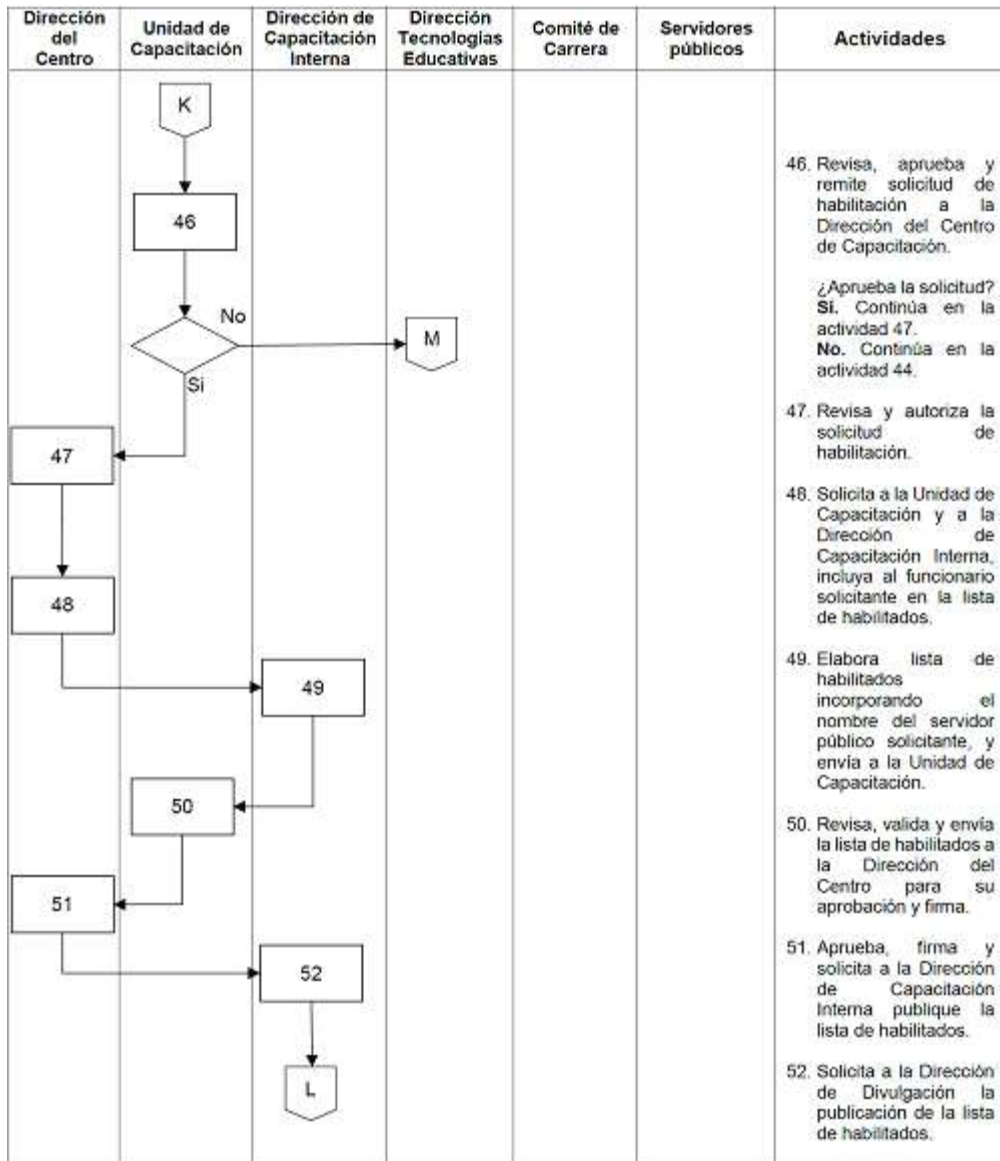 Dirección
del
Centro
Unidad de
Capacitación
Dirección de
Capacitación
Interna
Dirección
Tecnologías
Educativas
Comité de
Carrera
Servidores
públicos
Actividades
K
46
No
M
Si
47
48
49
50
51
52
L
46. Revisa, aprueba y
remite solicitud de
habilitación a la
Dirección del Centro
de Capacitación.
¿Aprueba la solicitud?
Si. Continúa en la
actividad 47.
No. Continúa en la
actividad 44.
47. Revisa y autoriza la
solicitud de
habilitación.
48. Solicita a la Unidad de
Capacitación y a la
Dirección de
Capacitación Interna,
incluya al funcionario
solicitante en la lista
de habilitados.
49. Elabora lista de
habilitados
incorporando el
nombre del servidor
público solicitante, y
envía a la Unidad de
Capacitación.
50. Revisa, valida y envía
la lista de habilitados a
la Dirección del
Centro para su
aprobación y firma.
51. Aprueba, firma y
solicita a la Dirección
de Capacitación
Interna publique la
lista de habilitados.
52. Solicita a la Dirección
de Divulgación la
publicación de la lista
de habilitados.